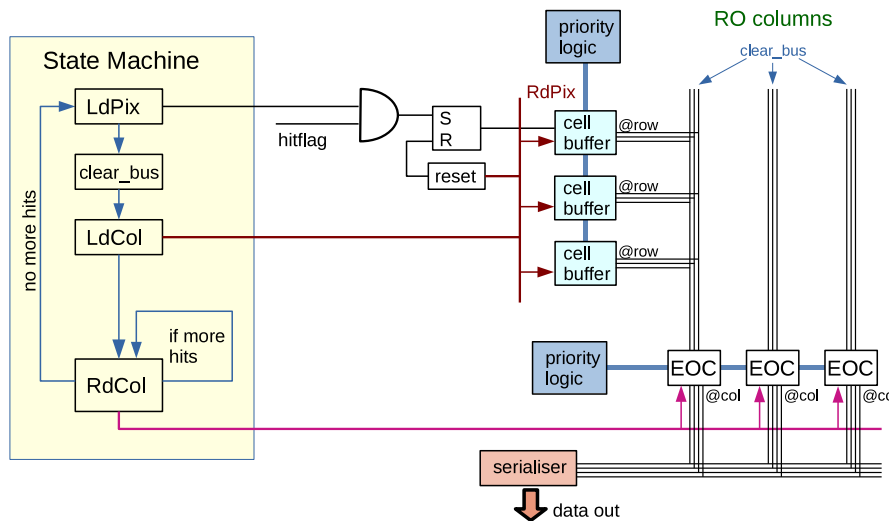 RO columns
priority
logic
clear_bus
State Machine
RdPix
LdPix
S
R
cell
buffer
@row
hitflag
clear_bus
reset
cell
buffer
@row
LdCol
no more hits
cell
buffer
@row
if more
hits
RdCol
priority
logic
EOC
EOC
EOC
@col
@col
@co
serialiser
data out